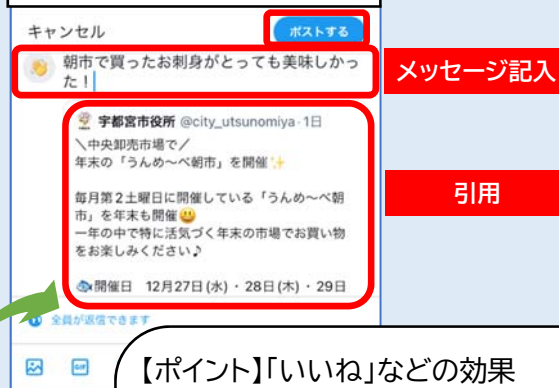 キャンセル
ポストする
朝市で買ったお刺身がとっても美味しかっ
た！
メッセージ記入
宇都宮市役所 @city_utsunomiya·1日
＼中央卸売市場で／
年末の「うんめ～べ朝市」を開催✨
毎月第2土曜日に開催している「うんめ～べ朝
市」を年末も開催😃
一年の中で特に活気づく年末の市場でお買い物
をお楽しみください♪
🐟開催日　12月27日(水)・28日(木)・29日
引用
全員が返信できます
GIF
【ポイント】「いいね」などの効果